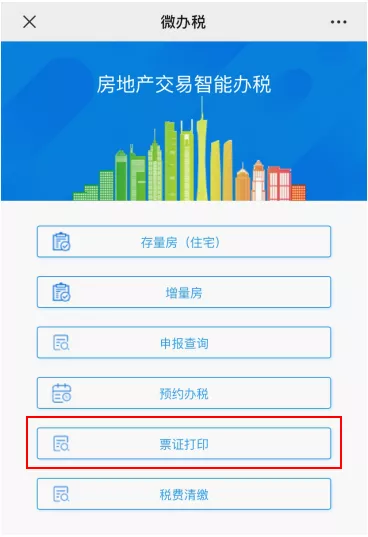 微办税
房地产交易智能办税
存量房（住宅）
增量房
申报查询
预约办税
票证打印
税费清缴